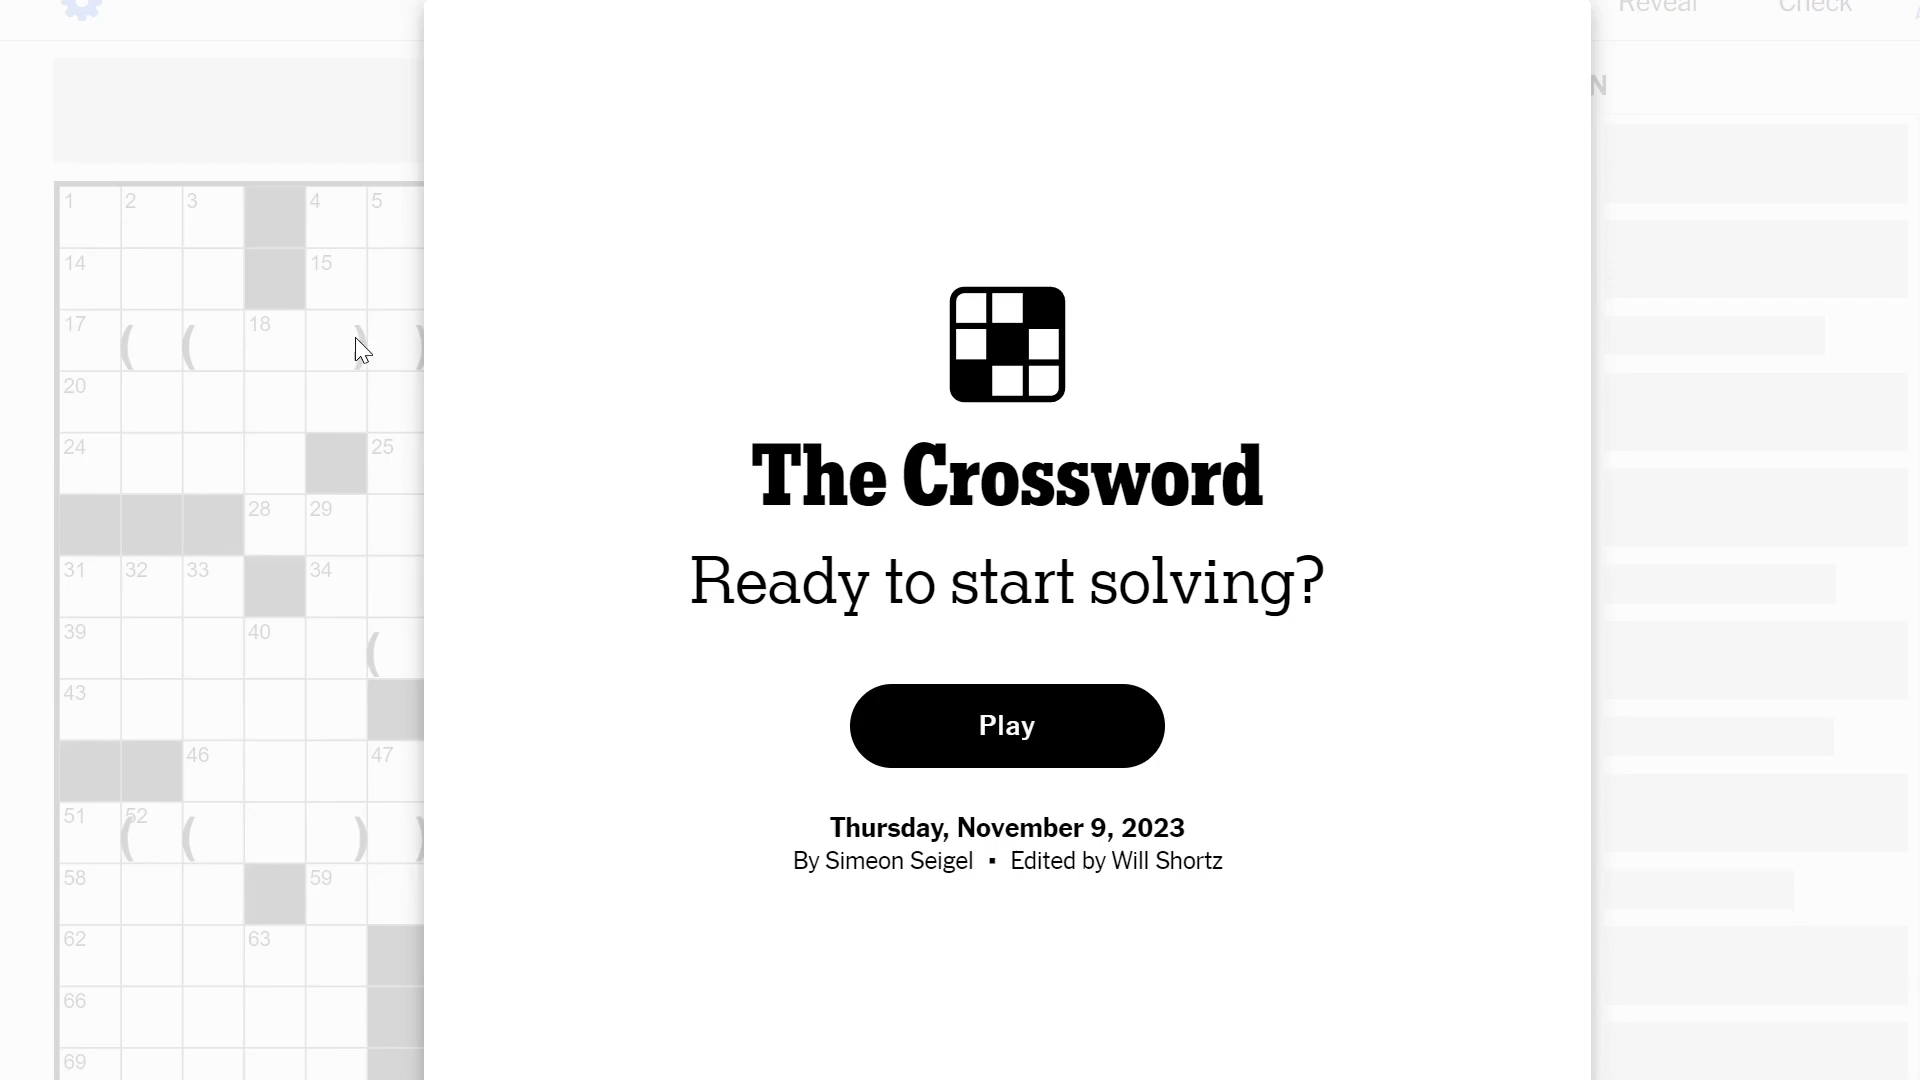 Reveal Check
N
1 2 3 4 5
14 15
17 ( ( 18 ) )
20
24 25
28 29
31 32 33 34
39 40 (
43
46 47
51 ( 52 ( ) )
58 59
62 63
66
69
The Crossword
Ready to start solving?
Play
Thursday, November 9, 2023
By Simeon Seigel ▪ Edited by Will Shortz